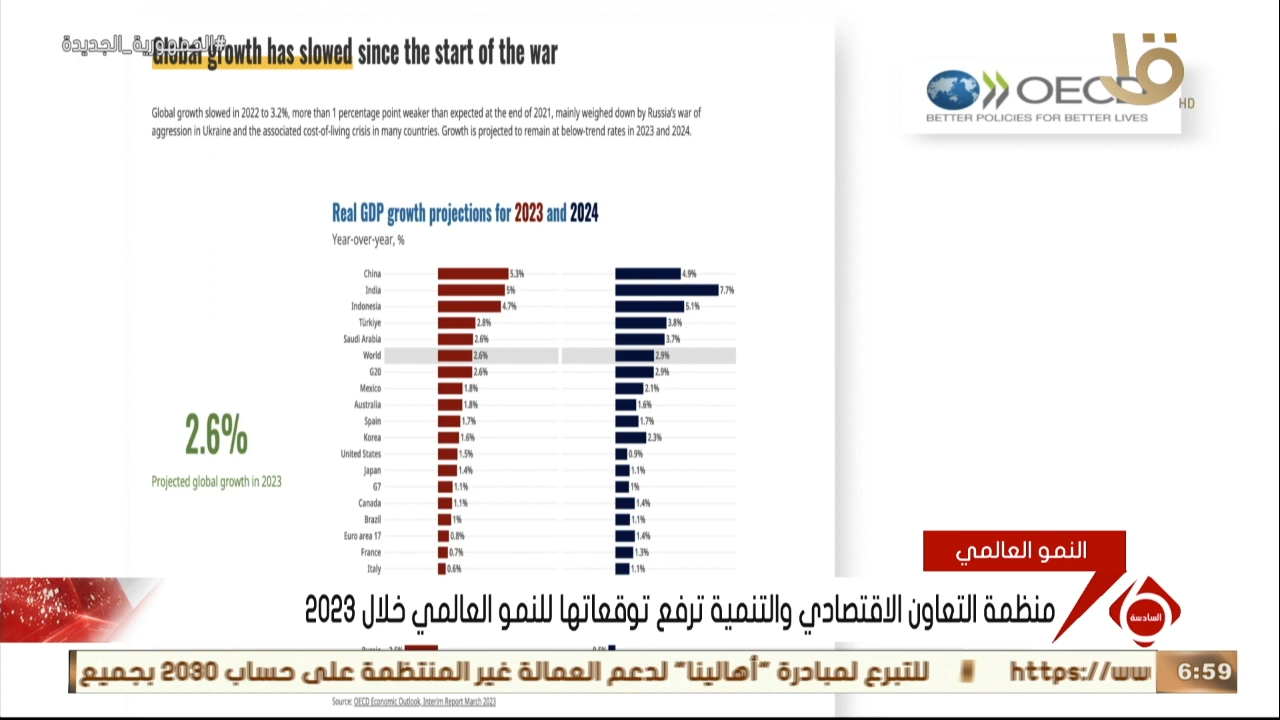 #الجمهورية_الجديدة
Global growth has slowed since the start of the war
OECD
BETTER POLICIES FOR BETTER LIVES
HD
Global growth slowed in 2022 to 3.2%, more than 1 percentage point weaker than expected at the end of 2021, mainly weighed down by Russia's war of
aggression in Ukraine and the associated cost-of-living crisis in many countries. Growth is projected to remain at below-trend rates in 2023 and 2024.
Real GDP growth projections for 2023 and 2024
Year-over-year, %
China 5.3% 4.9%
India 5% 7.7%
Indonesia 4.7% 5.1%
Türkiye 2.8% 3.8%
Saudi Arabia 2.6% 3.7%
World 2.6% 2.9%
G20 2.6% 2.9%
Mexico 1.8% 2.1%
Australia 1.8% 1.6%
Spain 1.7% 1.7%
Korea 1.6% 2.3%
United States 1.5% 0.9%
Japan 1.4% 1.1%
G7 1.1% 1%
Canada 1.1% 1.4%
Brazil 1% 1.1%
Euro area 17 0.8% 1.4%
France 0.7% 1.3%
Italy 0.6% 1.1%
2.6%
Projected global growth in 2023
النمو العالمي
منظمة التعاون الاقتصادي والتنمية ترفع توقعاتها للنمو العالمي خلال 2023
السادسة
6:59
https://ww
للتبرع لمبادرة "أهالينا" لدعم العمالة غير المنتظمة على حساب 2030 بجميع
Source: OECD Economic Outlook, Interim Report March 2023